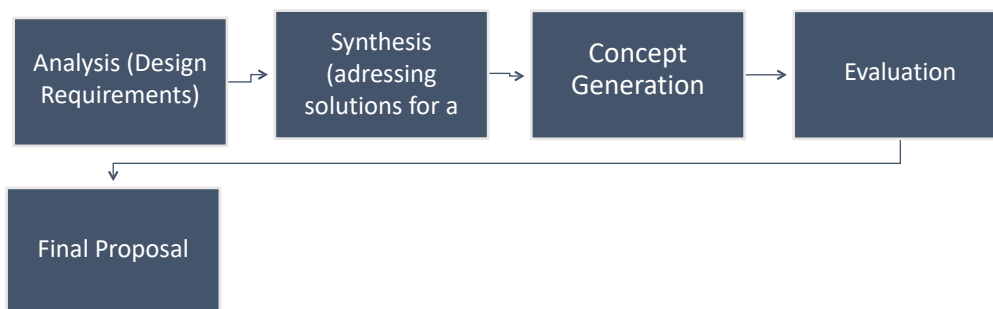 Analysis (Design
Requirements)
Synthesis
(adressing
solutions for a
Concept
Generation
Evaluation
Final Proposal